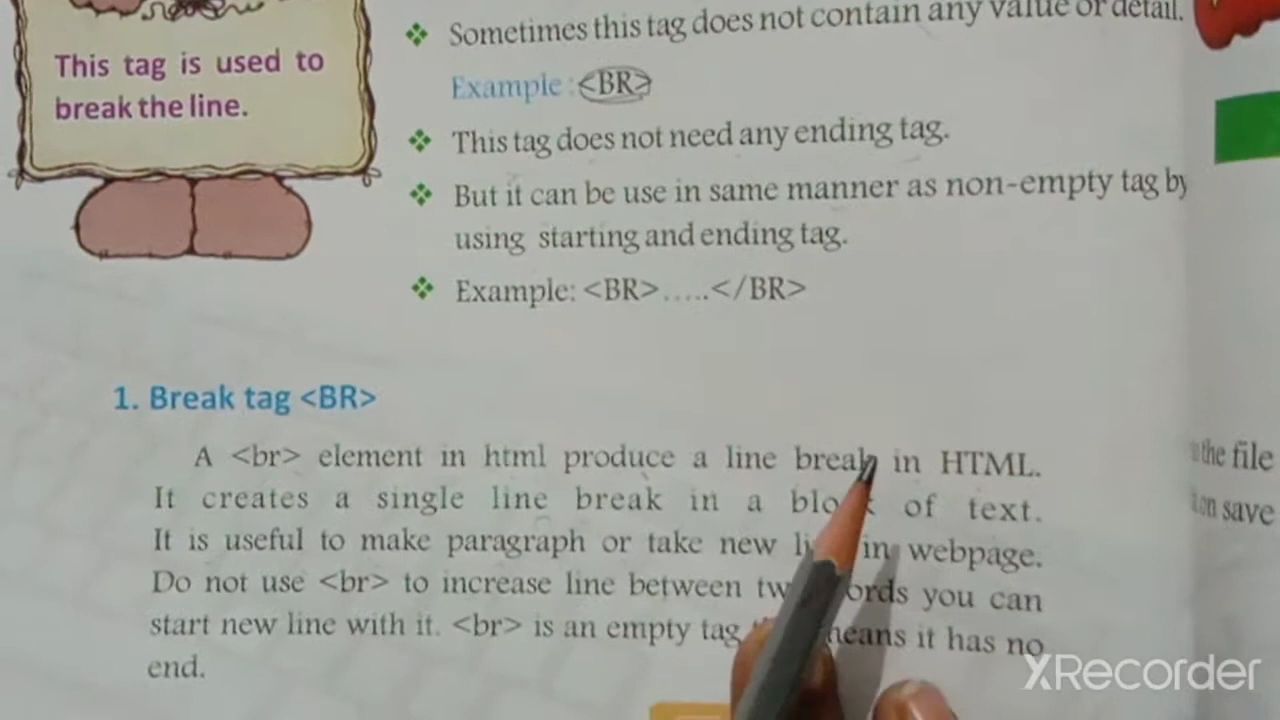 This tag is used to
break the line.
Sometimes this tag does not contain any value or detail.
Example : <BR>
This tag does not need any ending tag.
But it can be use in same manner as non-empty tag by
using starting and ending tag.
Example: <BR>.....</BR>
1. Break tag <BR>
A <br> element in html produce a line break in HTML.
It creates a single line break in a block of text.
It is useful to make paragraph or take new line in webpage.
Do not use <br> to increase line between two words you can
start new line with it. <br> is an empty tag means it has no
end.
the file
on save
XRecorder